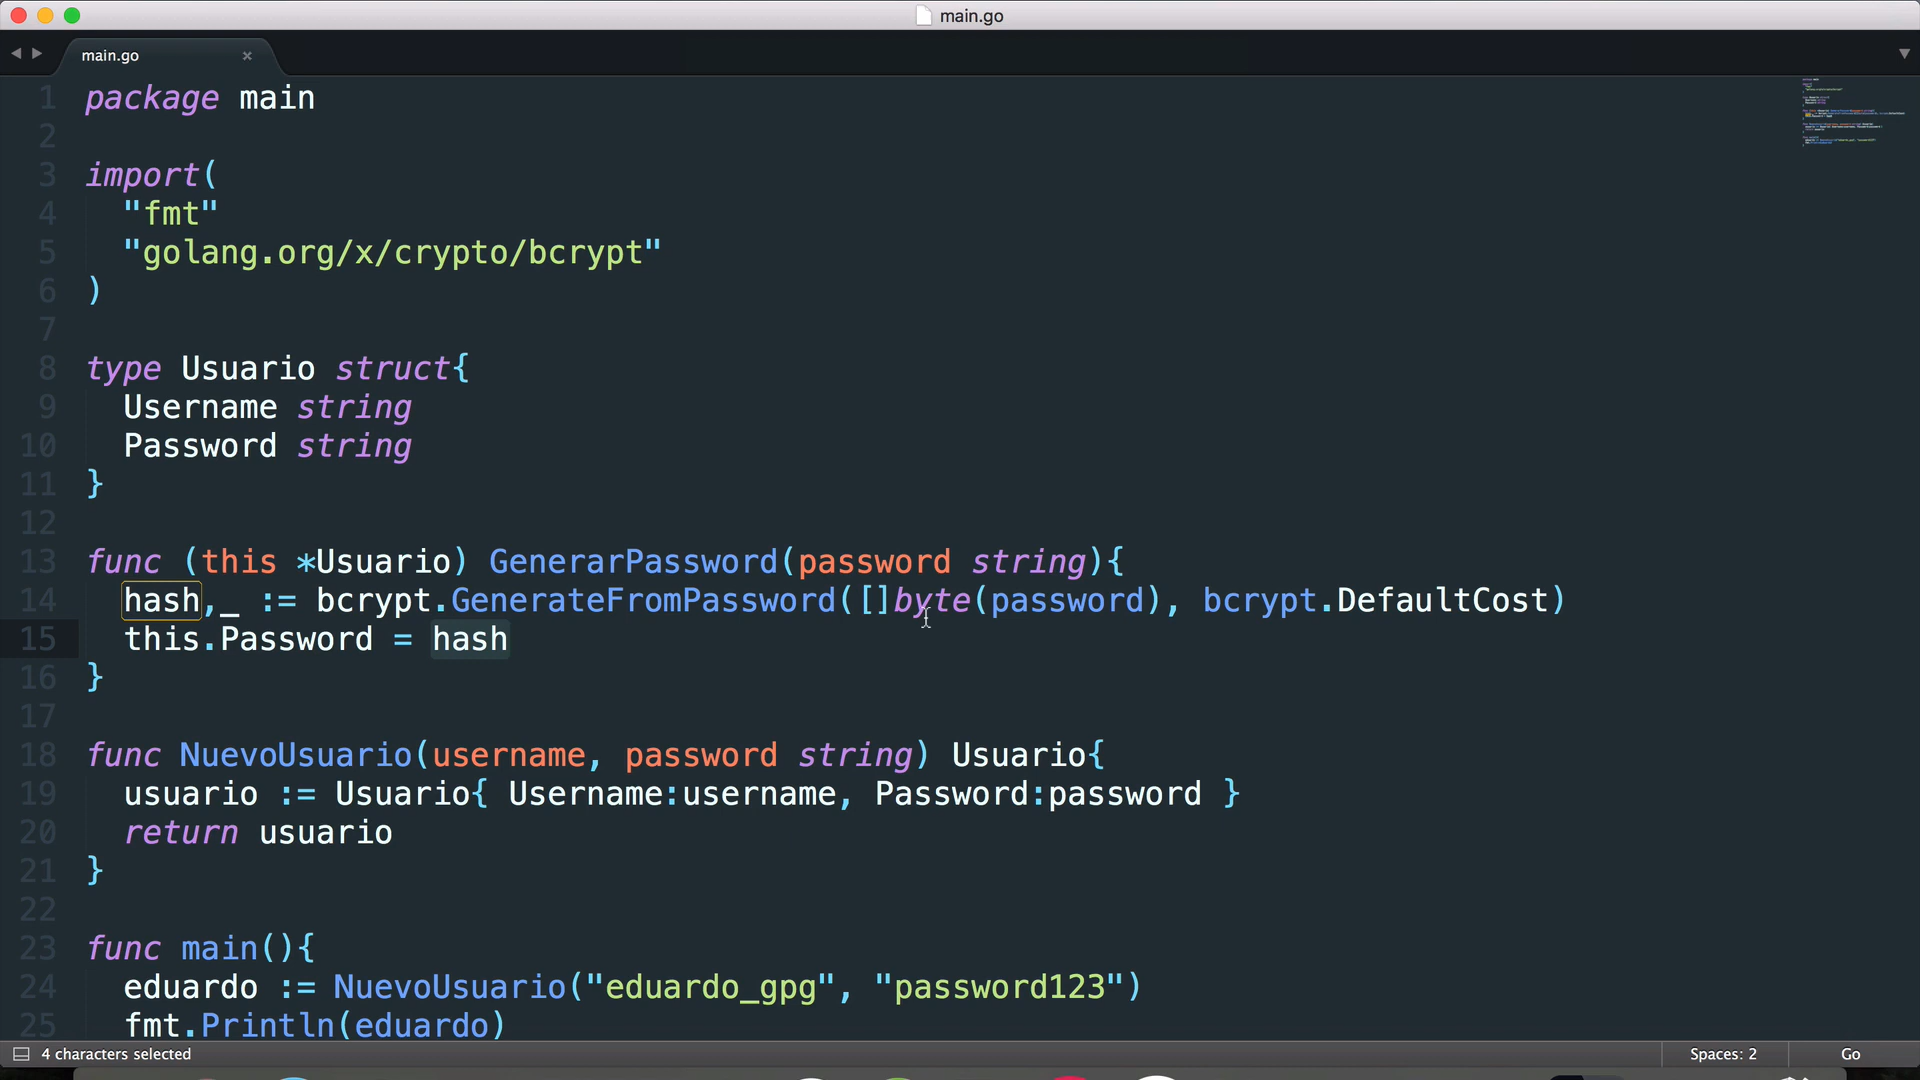 main.go
main.go
1 package main
2
3 import(
4   "fmt"
5   "golang.org/x/crypto/bcrypt"
6 )
7
8 type Usuario struct{
9   Username string
10   Password string
11 }
12
13 func (this *Usuario) GenerarPassword(password string){
14   hash,_ := bcrypt.GenerateFromPassword([]byte(password), bcrypt.DefaultCost)
15   this.Password = hash
16 }
17
18 func NuevoUsuario(username, password string) Usuario{
19   usuario := Usuario{ Username:username, Password:password }
20   return usuario
21 }
22
23 func main(){
24   eduardo := NuevoUsuario("eduardo_gpg", "password123")
25   fmt.Println(eduardo)
4 characters selected Spaces: 2 Go